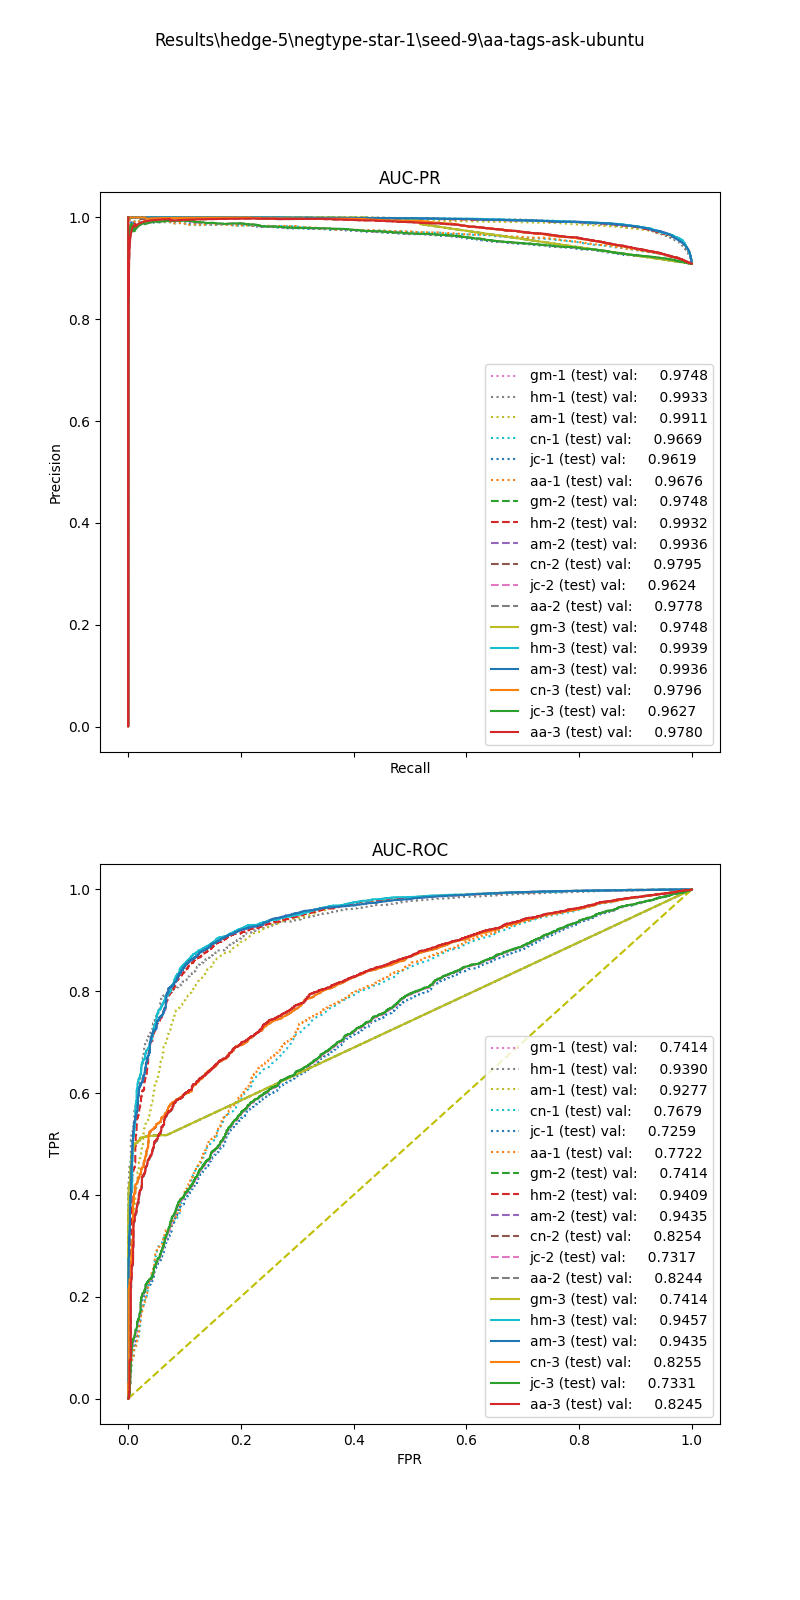 Results\hedge-5\negtype-star-1\seed-9\aa-tags-ask-ubuntu
AUC-PR
1.0
0.8
0.6
0.4
0.2
0.0
Precision
gm-1 (test) val: 0.9748
hm-1 (test) val: 0.9933
am-1 (test) val: 0.9911
cn-1 (test) val: 0.9669
jc-1 (test) val: 0.9619
aa-1 (test) val: 0.9676
gm-2 (test) val: 0.9748
hm-2 (test) val: 0.9932
am-2 (test) val: 0.9936
cn-2 (test) val: 0.9795
jc-2 (test) val: 0.9624
aa-2 (test) val: 0.9778
gm-3 (test) val: 0.9748
hm-3 (test) val: 0.9939
am-3 (test) val: 0.9936
cn-3 (test) val: 0.9796
jc-3 (test) val: 0.9627
aa-3 (test) val: 0.9780
Recall
AUC-ROC
1.0
0.8
0.6
0.4
0.2
0.0
TPR
gm-1 (test) val: 0.7414
hm-1 (test) val: 0.9390
am-1 (test) val: 0.9277
cn-1 (test) val: 0.7679
jc-1 (test) val: 0.7259
aa-1 (test) val: 0.7722
gm-2 (test) val: 0.7414
hm-2 (test) val: 0.9409
am-2 (test) val: 0.9435
cn-2 (test) val: 0.8254
jc-2 (test) val: 0.7317
aa-2 (test) val: 0.8244
gm-3 (test) val: 0.7414
hm-3 (test) val: 0.9457
am-3 (test) val: 0.9435
cn-3 (test) val: 0.8255
jc-3 (test) val: 0.7331
aa-3 (test) val: 0.8245
0.0 0.2 0.4 0.6 0.8 1.0
FPR